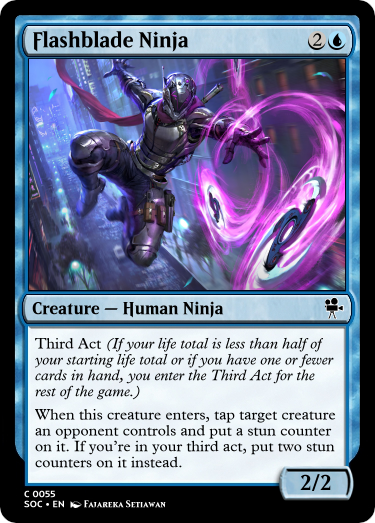 Flashblade Ninja 2
Creature — Human Ninja
Third Act (If your life total is less than half of
your starting life total or if you have one or fewer
cards in hand, you enter the Third Act for the
rest of the game.)
When this creature enters, tap target creature
an opponent controls and put a stun counter
on it. If you're in your third act, put two stun
counters on it instead.
2/2
C 0055
SOC • EN Fajareka Setiawan